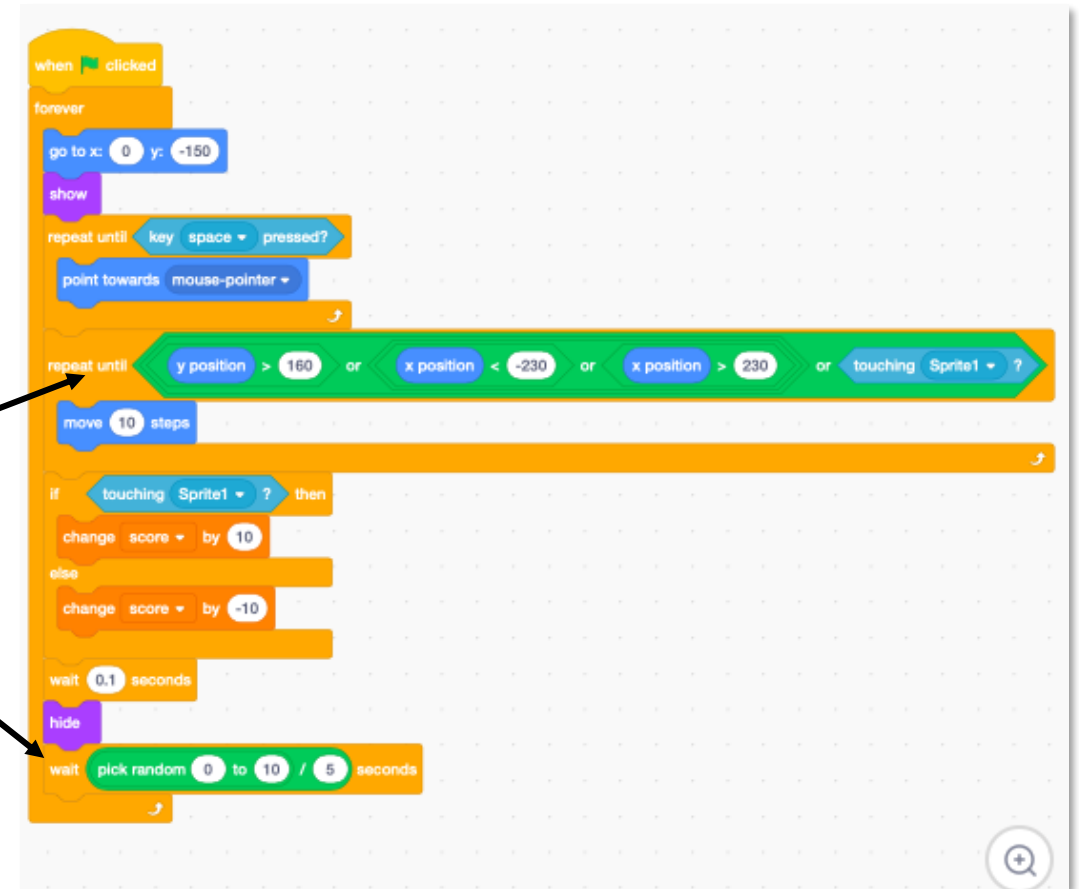 when clicked
forever
go to x: 0 y: -150
show
repeat until key space pressed?
point towards mouse-pointer
repeat until y position > 160 or x position < -230 or x position > 230 or touching Sprite1 ?
move 10 steps
if touching Sprite1 ? then
change score by 10
else
change score by -10
wait 0.1 seconds
hide
wait pick random 0 to 10 / 5 seconds